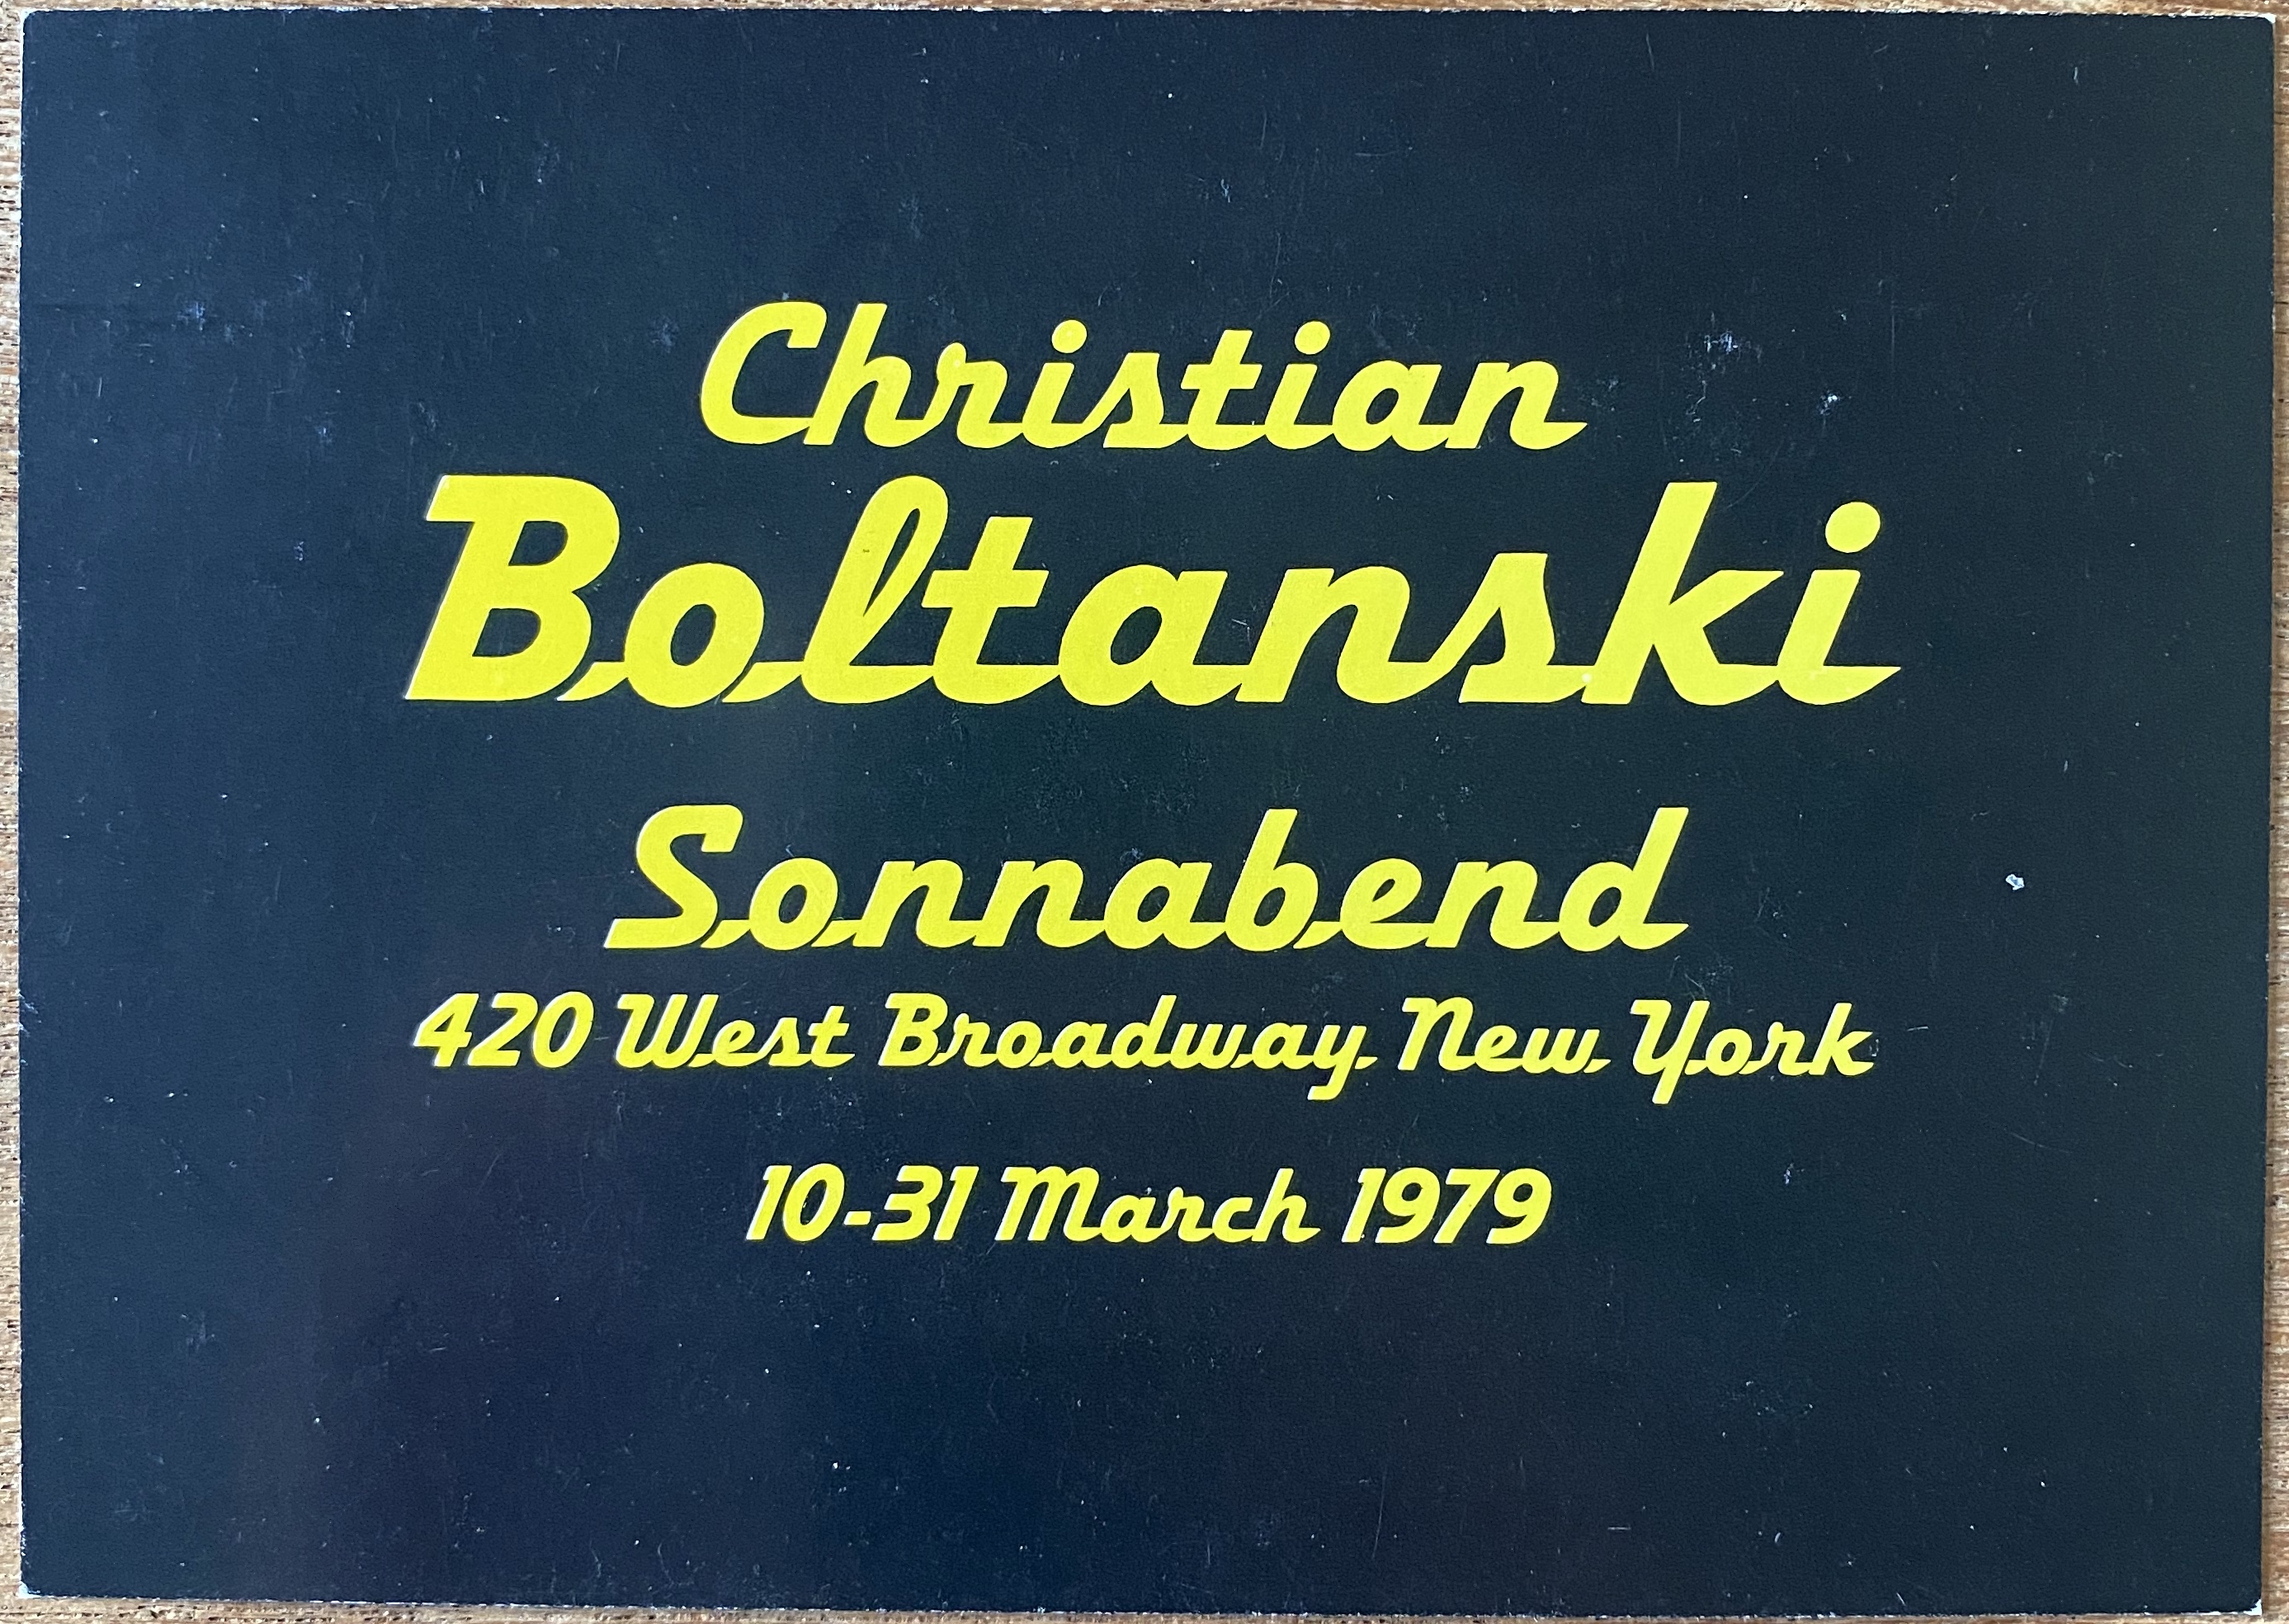 Christian
Boltanski
Sonnabend
420 West Broadway New York
10-31 March 1979